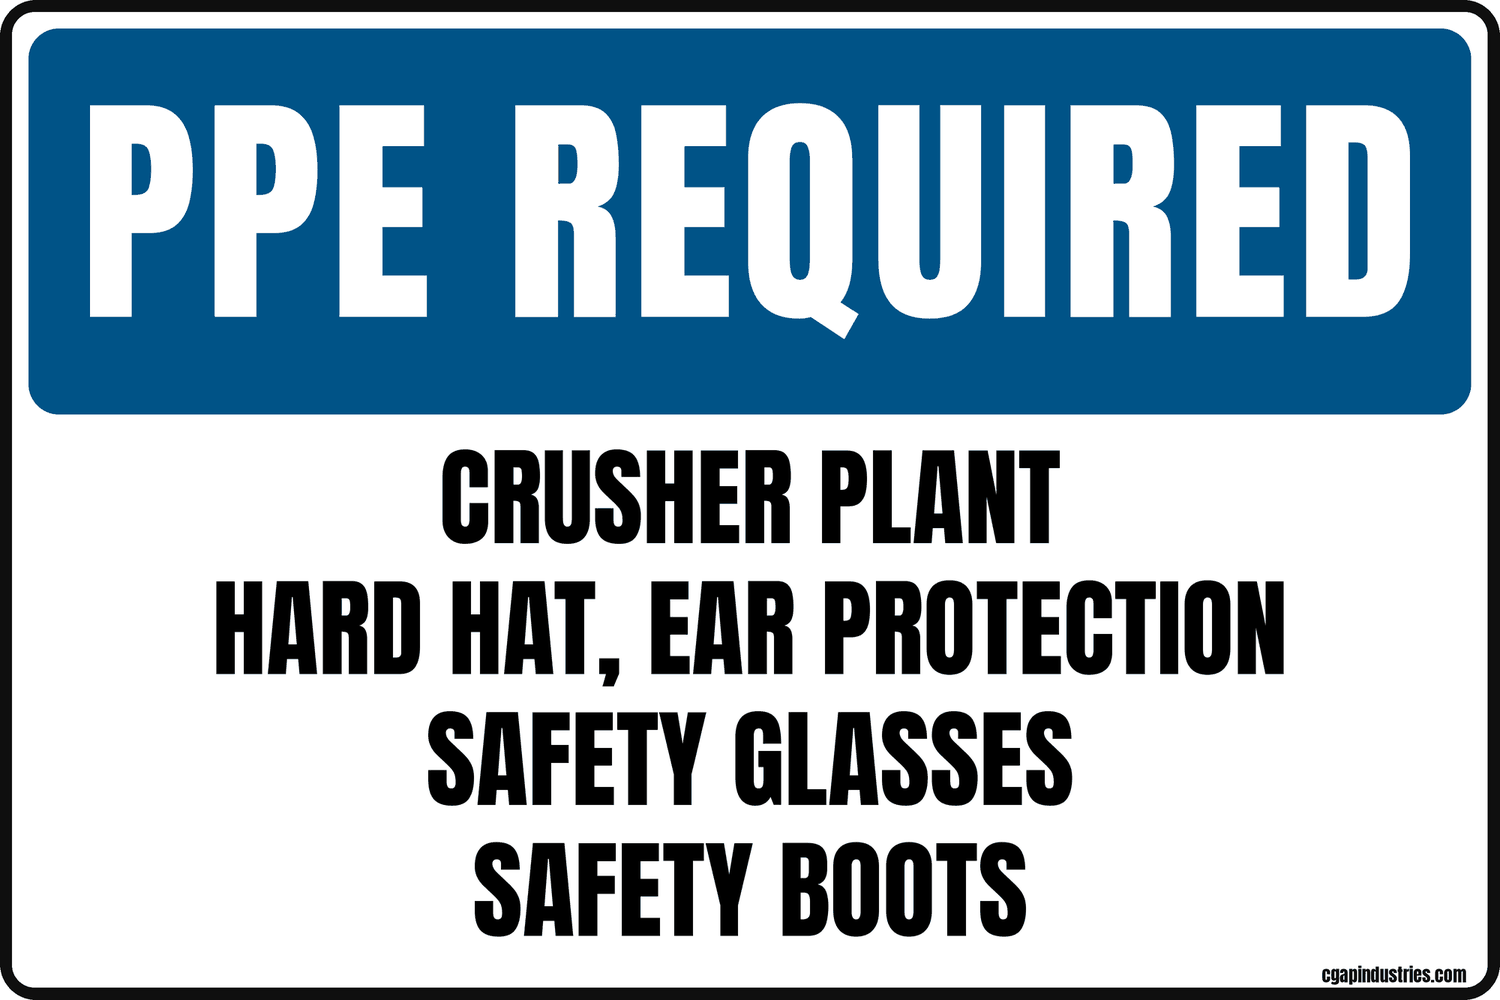 PPE REQUIRED
CRUSHER PLANT
HARD HAT, EAR PROTECTION
SAFETY GLASSES
SAFETY BOOTS
cgapindustries.com